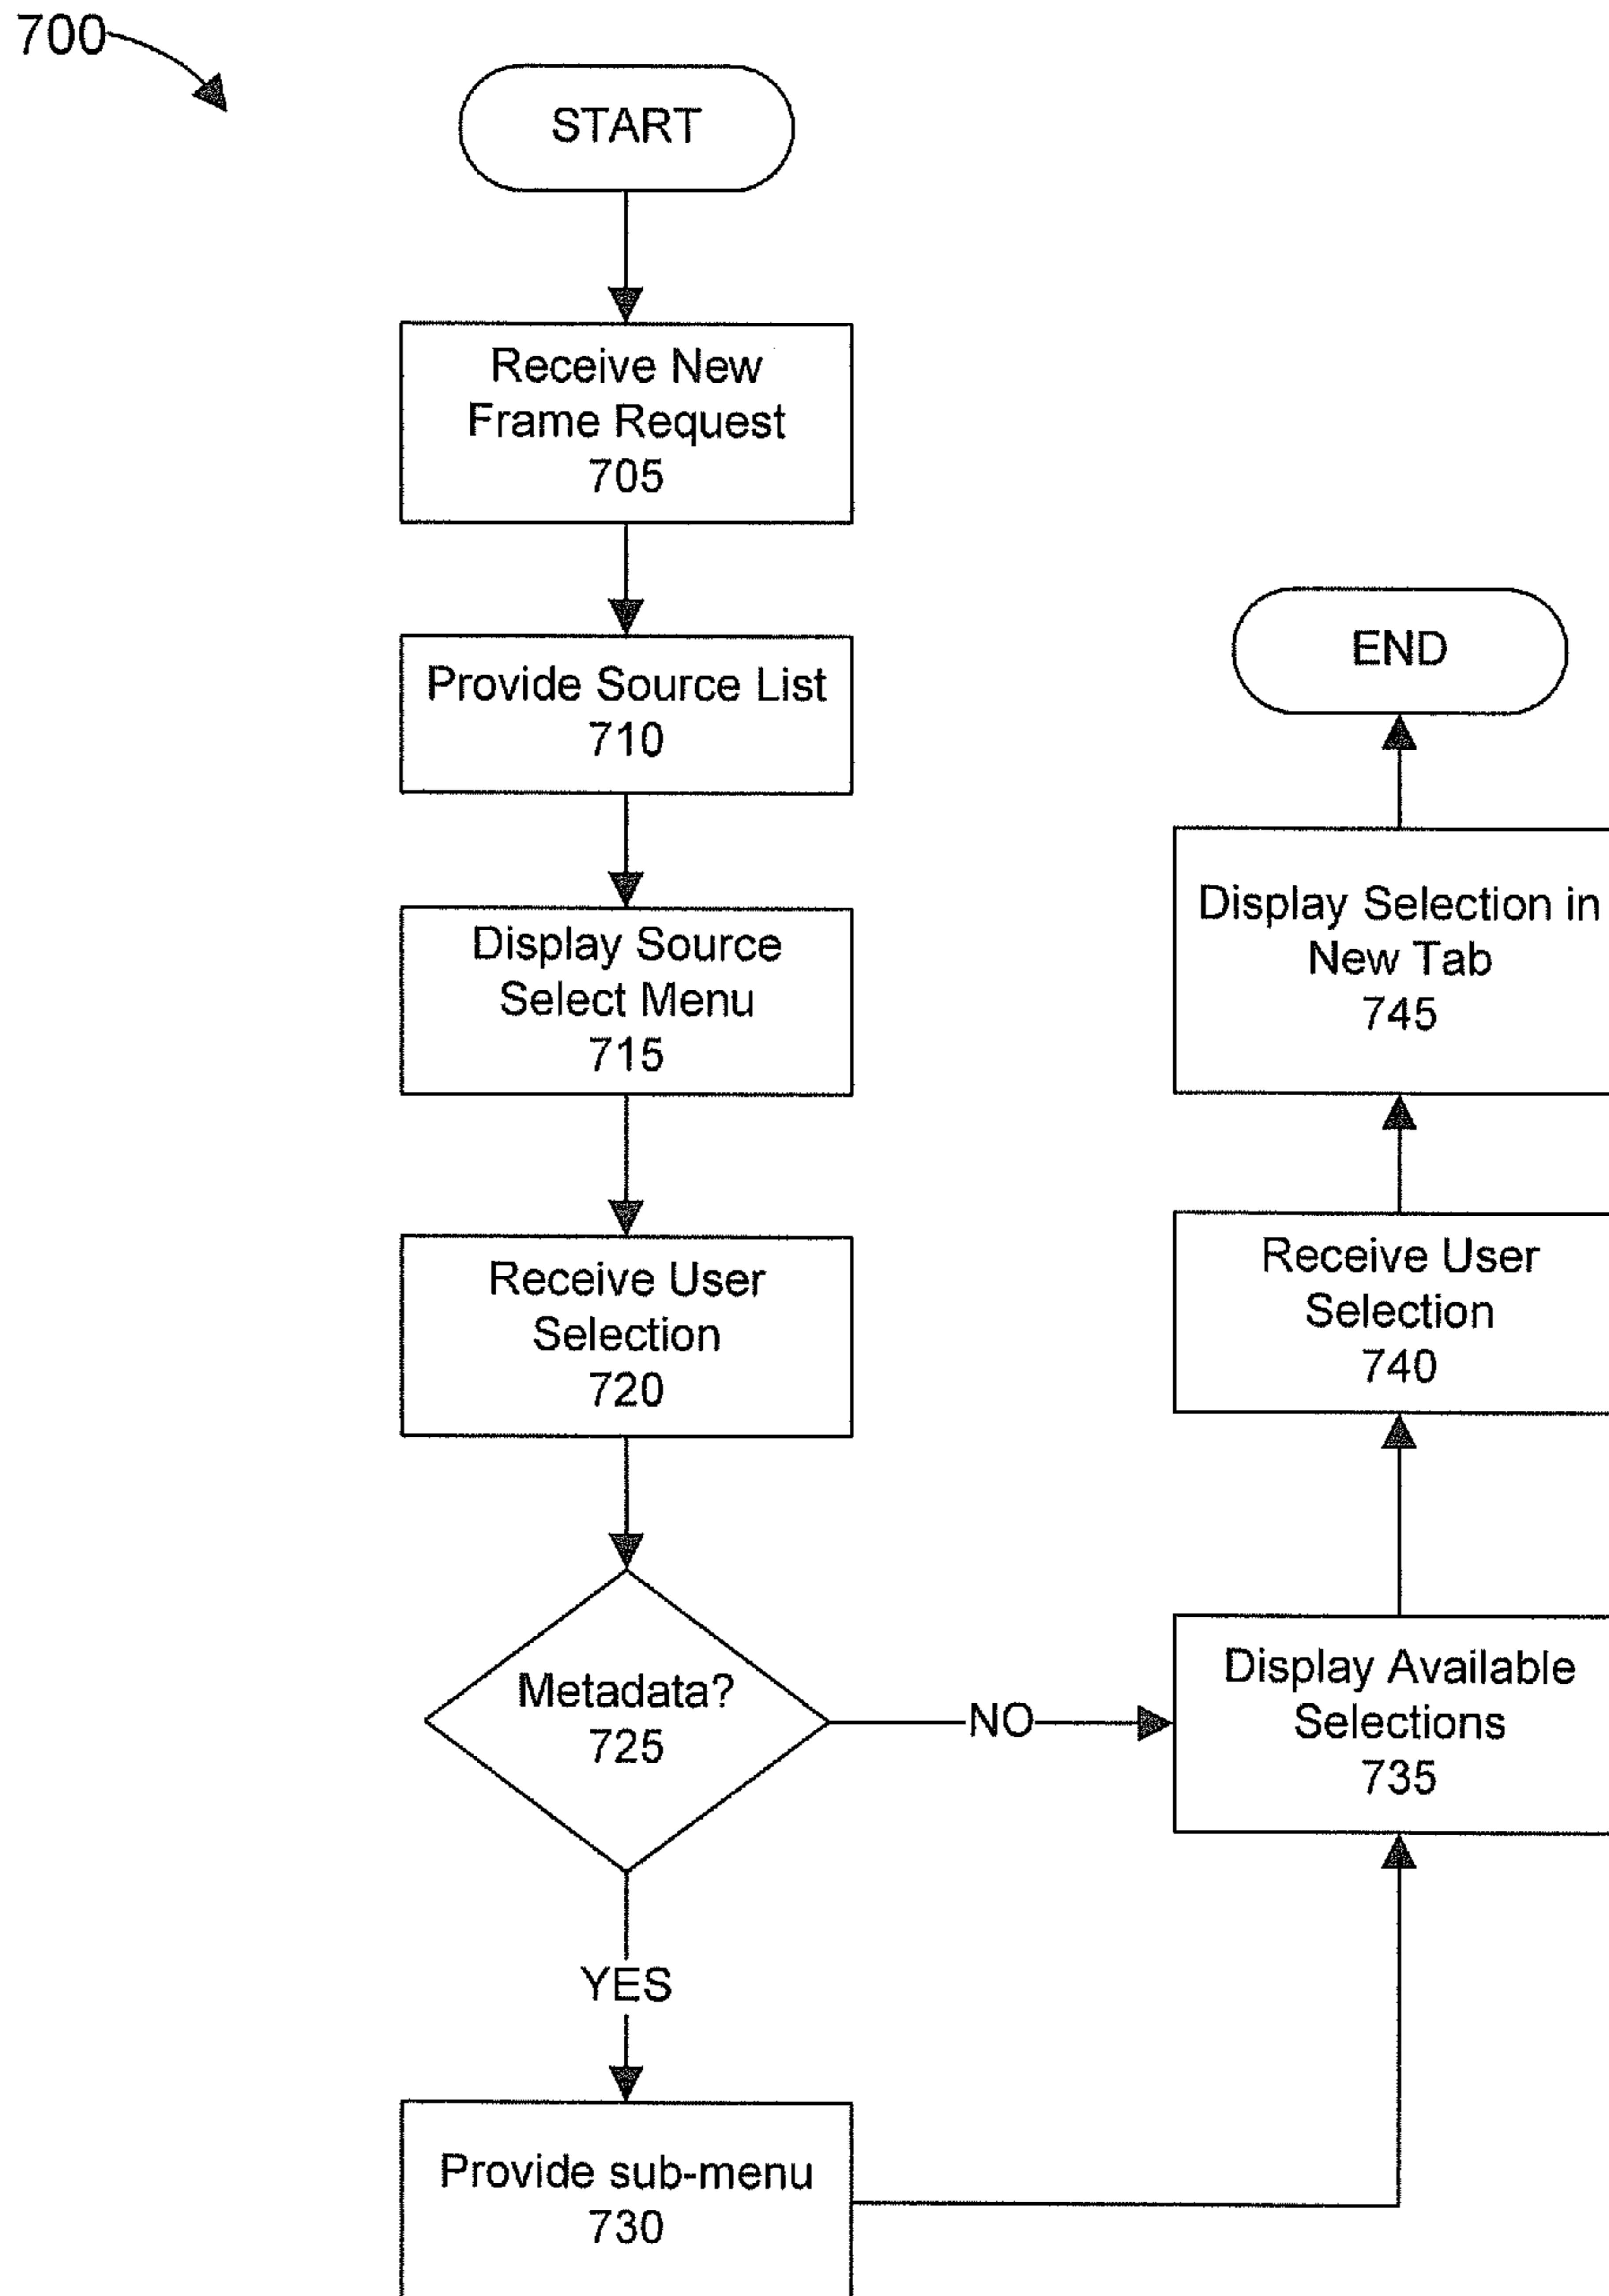 700
START
Receive New
Frame Request
705
Provide Source List
710
Display Source
Select Menu
715
Receive User
Selection
720
Metadata?
725
NO
YES
Provide sub-menu
730
Display Available
Selections
735
Receive User
Selection
740
Display Selection in
New Tab
745
END